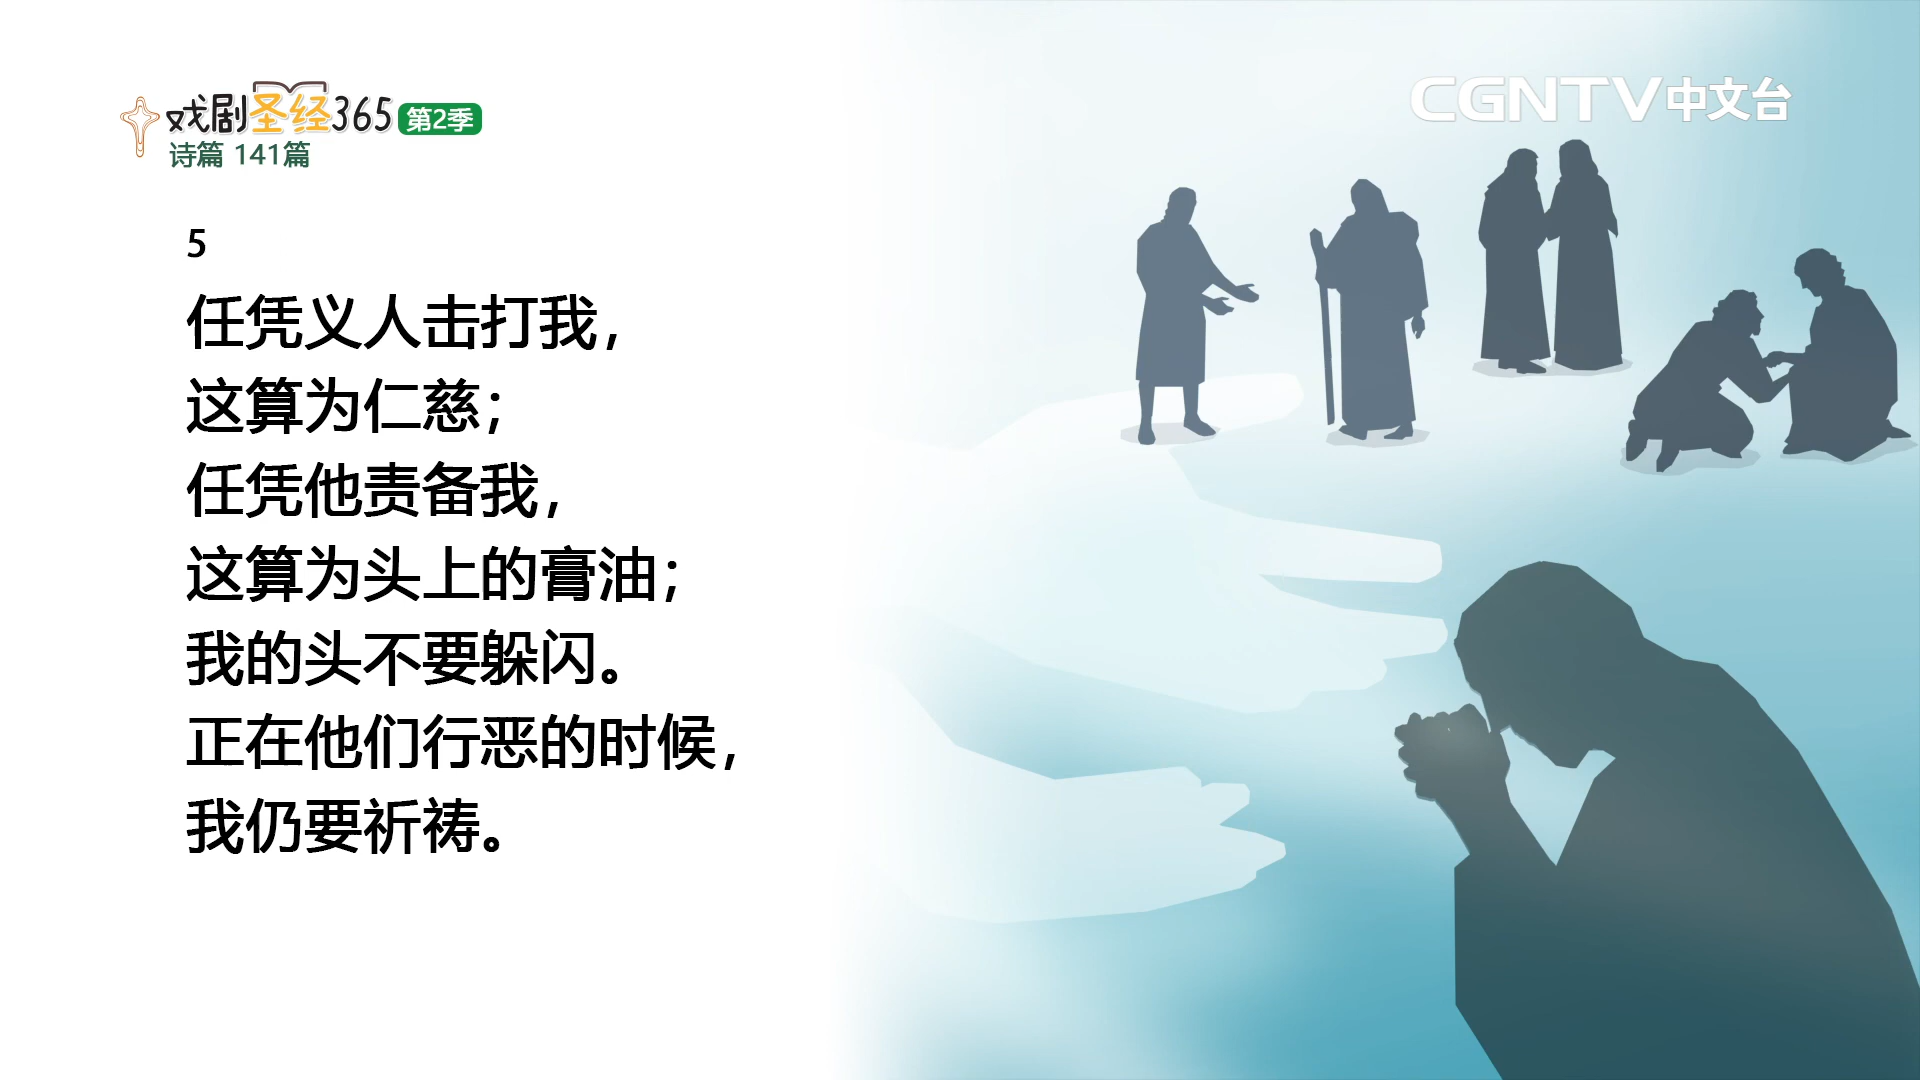 戏剧圣经365 第2季
诗篇 141篇
CGNTV中文台
5
任凭义人击打我，
这算为仁慈；
任凭他责备我，
这算为头上的膏油；
我的头不要躲闪。
正在他们行恶的时候，
我仍要祈祷。